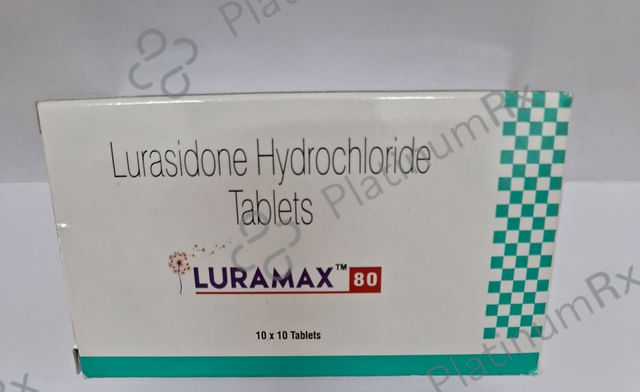 PlatinumRx
Lurasidone Hydrochloride
Tablets
PlatinumRx
LURAMAX™ 80
10 x 10 Tablets
PlatinumRx